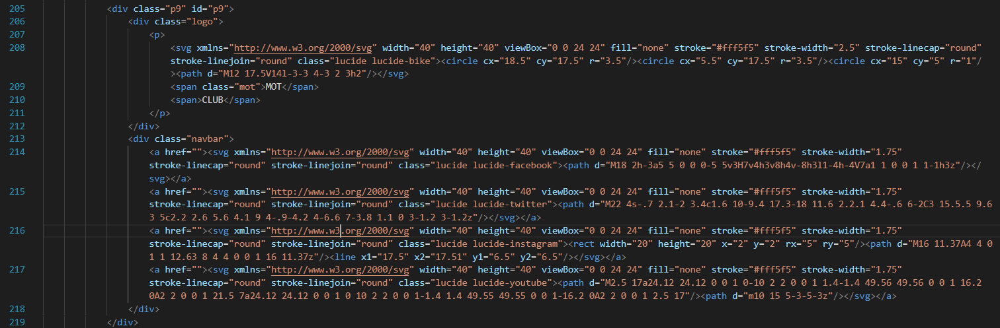 205 <div class="p9" id="p9">
206 <div class="logo">
207 <p>
208 <svg xmlns="http://www.w3.org/2000/svg" width="40" height="40" viewBox="0 0 24 24" fill="none" stroke="#fff5f5" stroke-width="2.5" stroke-linecap="round"
stroke-linejoin="round" class="lucide lucide-bike"><circle cx="18.5" cy="17.5" r="3.5"/><circle cx="5.5" cy="17.5" r="3.5"/><circle cx="15" cy="5" r="1"/
><path d="M12 17.5V14l-3-3 4-3 2 3h2"/></svg>
209 <span class="mot">MOT</span>
210 <span>CLUB</span>
211 </p>
212 </div>
213 <div class="navbar">
214 <a href=""><svg xmlns="http://www.w3.org/2000/svg" width="40" height="40" viewBox="0 0 24 24" fill="none" stroke="#fff5f5" stroke-width="1.75"
stroke-linecap="round" stroke-linejoin="round" class="lucide lucide-facebook"><path d="M18 2h-3a5 5 0 0 0-5 5v3H7v4h3v8h4v-8h3l1-4h-4V7a1 1 0 0 1 1-1h3z"/></
svg></a>
215 <a href=""><svg xmlns="http://www.w3.org/2000/svg" width="40" height="40" viewBox="0 0 24 24" fill="none" stroke="#fff5f5" stroke-width="1.75"
stroke-linecap="round" stroke-linejoin="round" class="lucide lucide-twitter"><path d="M22 4s-.7 2.1-2 3.4c1.6 10-9.4 17.3-18 11.6 2.2.1 4.4-.6 6-2C3 15.5.5 9.6
3 5c2.2 2.6 5.6 4.1 9 4-.9-4.2 4-6.6 7-3.8 1.1 0 3-1.2 3-1.2z"/></svg></a>
216 <a href=""><svg xmlns="http://www.w3.org/2000/svg" width="40" height="40" viewBox="0 0 24 24" fill="none" stroke="#fff5f5" stroke-width="1.75"
stroke-linecap="round" stroke-linejoin="round" class="lucide lucide-instagram"><rect width="20" height="20" x="2" y="2" rx="5" ry="5"/><path d="M16 11.37A4 4 0
1 1 12.63 8 4 4 0 0 1 16 11.37z"/><line x1="17.5" x2="17.51" y1="6.5" y2="6.5"/></svg></a>
217 <a href=""><svg xmlns="http://www.w3.org/2000/svg" width="40" height="40" viewBox="0 0 24 24" fill="none" stroke="#fff5f5" stroke-width="1.75"
stroke-linecap="round" stroke-linejoin="round" class="lucide lucide-youtube"><path d="M2.5 17a24.12 24.12 0 0 1 0-10 2 2 0 0 1 1.4-1.4 49.56 49.56 0 0 1 16.2
0A2 2 0 0 1 21.5 7a24.12 24.12 0 0 1 0 10 2 2 0 0 1-1.4 1.4 49.55 49.55 0 0 1-16.2 0A2 2 0 0 1 2.5 17"/><path d="m10 15 5-3-5-3z"/></svg></a>
218 </div>
219 </div>